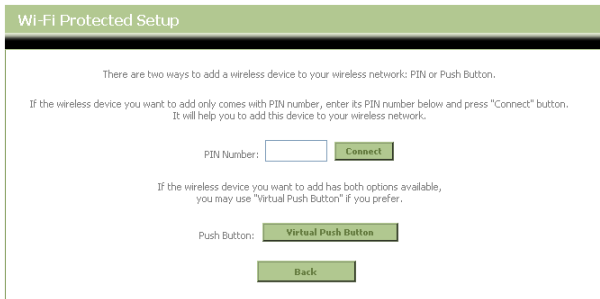 Wi-Fi Protected Setup
There are two ways to add a wireless device to your wireless network: PIN or Push Button.
If the wireless device you want to add only comes with PIN number, enter its PIN number below and press "Connect" button.
It will help you to add this device to your wireless network.
PIN Number: Connect
If the wireless device you want to add has both options available,
you may use "Virtual Push Button" if you prefer.
Push Button: Virtual Push Button
Back